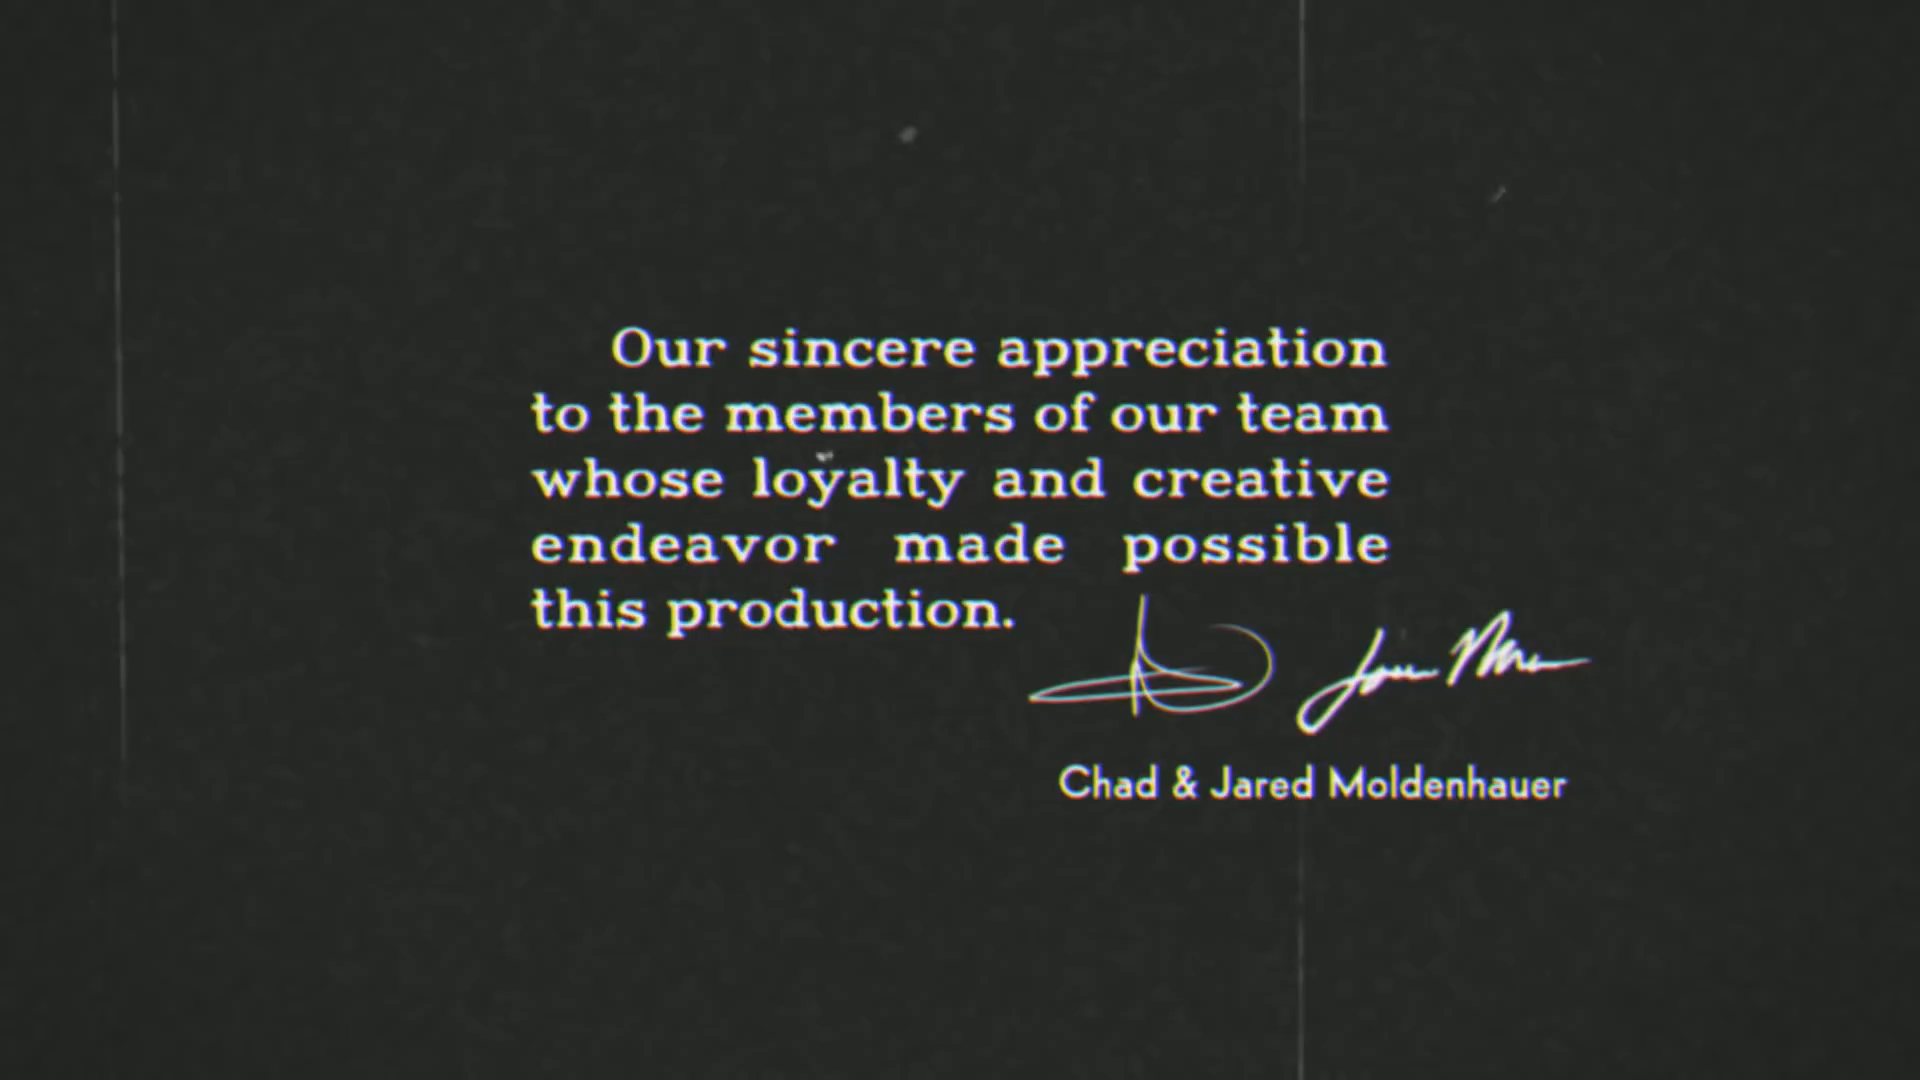 Our sincere appreciation
to the members of our team
whose loyalty and creative
endeavor made possible
this production.
Chad & Jared Moldenhauer